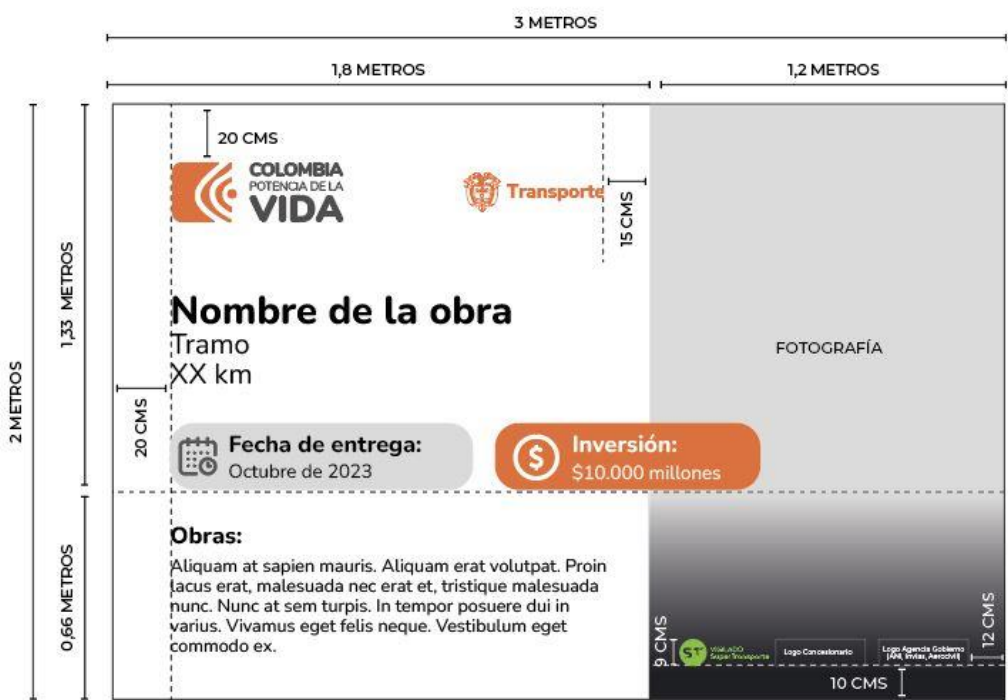 3 METROS
1,8 METROS
1,2 METROS
20 CMS
COLOMBIA
POTENCIA DE LA
VIDA
Transporte
15 CMS
2 METROS
1,33 METROS
Nombre de la obra
Tramo
XX km
FOTOGRAFÍA
20 CMS
Fecha de entrega:
Octubre de 2023
$
Inversión:
$10.000 millones
0,66 METROS
Obras:
Aliquam at sapien mauris. Aliquam erat volutpat. Proin
lacus erat, malesuada nec erat et, tristique malesuada
nunc. Nunc at sem turpis. In tempor posuere dui in
varius. Vivamus eget felis neque. Vestibulum eget
commodo ex.
9 CMS
ST
VIGILADO
SuperTransporte
Logo Concesionario
Logo Agencia Gobierno
(ANI, Invias, Aerocivil)
12 CMS
10 CMS